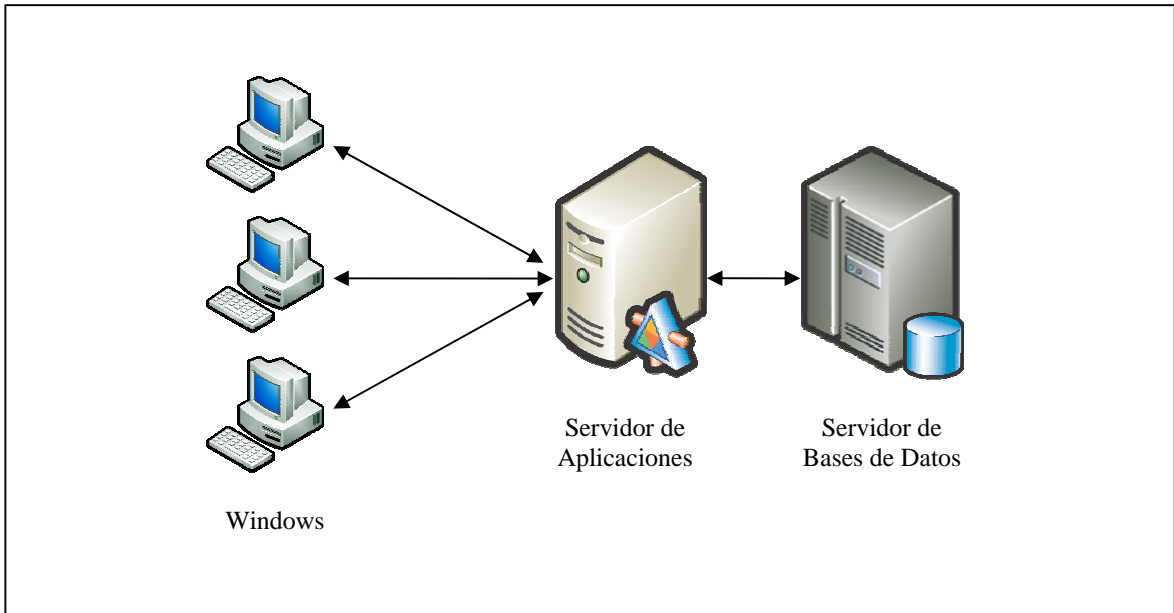 Servidor de
Aplicaciones
Servidor de
Bases de Datos
Windows